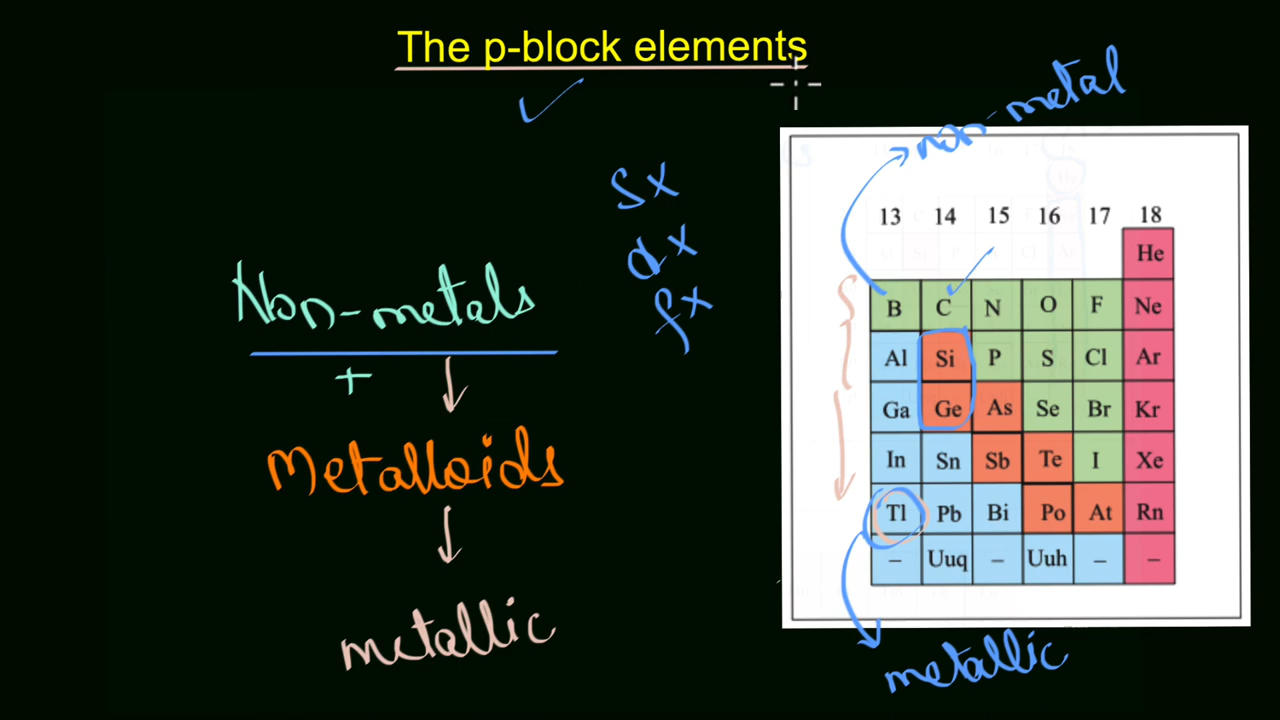 The p-block elements
non-metal
s x
d x
f x
Non-metals
+
Metalloids
metallic
13 14 15 16 17 18
He
B C N O F Ne
Al Si P S Cl Ar
Ga Ge As Se Br Kr
In Sn Sb Te I Xe
Tl Pb Bi Po At Rn
– Uuq – Uuh – –
metallic